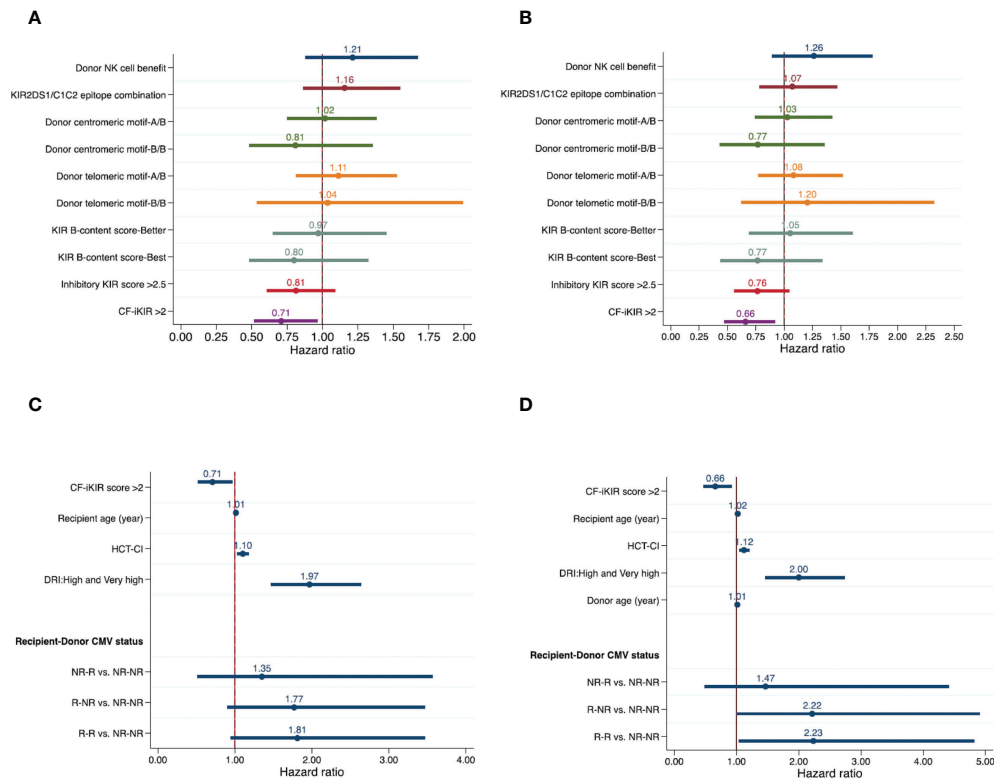 A
1.21
Donor NK cell benefit
1.16
KIR2DS1/C1C2 epitope combination
1.02
Donor centromeric motif-A/B
0.81
Donor centromeric motif-B/B
1.11
Donor telomeric motif-A/B
1.04
Donor telomeric motif-B/B
0.97
KIR B-content score-Better
0.80
KIR B-content score-Best
0.81
Inhibitory KIR score >2.5
0.71
CF-iKIR >2
0.00 0.25 0.50 0.75 1.00 1.25 1.50 1.75 2.00
Hazard ratio
B
1.26
Donor NK cell benefit
1.07
KIR2DS1/C1C2 epitope combination
1.03
Donor centromeric motif-A/B
0.77
Donor centromeric motif-B/B
1.08
Donor telomeric motif-A/B
1.20
Donor telometic motif-B/B
1.05
KIR B-content score-Better
0.77
KIR B-content score-Best
0.76
Inhibitory KIR score >2.5
0.66
CF-iKIR >2
0.00 0.25 0.50 0.75 1.00 1.25 1.50 1.75 2.00 2.25 2.50
Hazard ratio
C
0.71
CF-iKIR score >2
1.01
Recipient age (year)
1.10
HCT-CI
1.97
DRI:High and Very high
Recipient-Donor CMV status
1.35
NR-R vs. NR-NR
1.77
R-NR vs. NR-NR
1.81
R-R vs. NR-NR
0.00 1.00 2.00 3.00 4.00
Hazard ratio
D
0.66
CF-iKIR score >2
1.02
Recipient age (year)
1.12
HCT-CI
2.00
DRI:High and Very high
1.01
Donor age (year)
Recipient-Donor CMV status
1.47
NR-R vs. NR-NR
2.22
R-NR vs. NR-NR
2.23
R-R vs. NR-NR
0.00 1.00 2.00 3.00 4.00 5.00
Hazard ratio